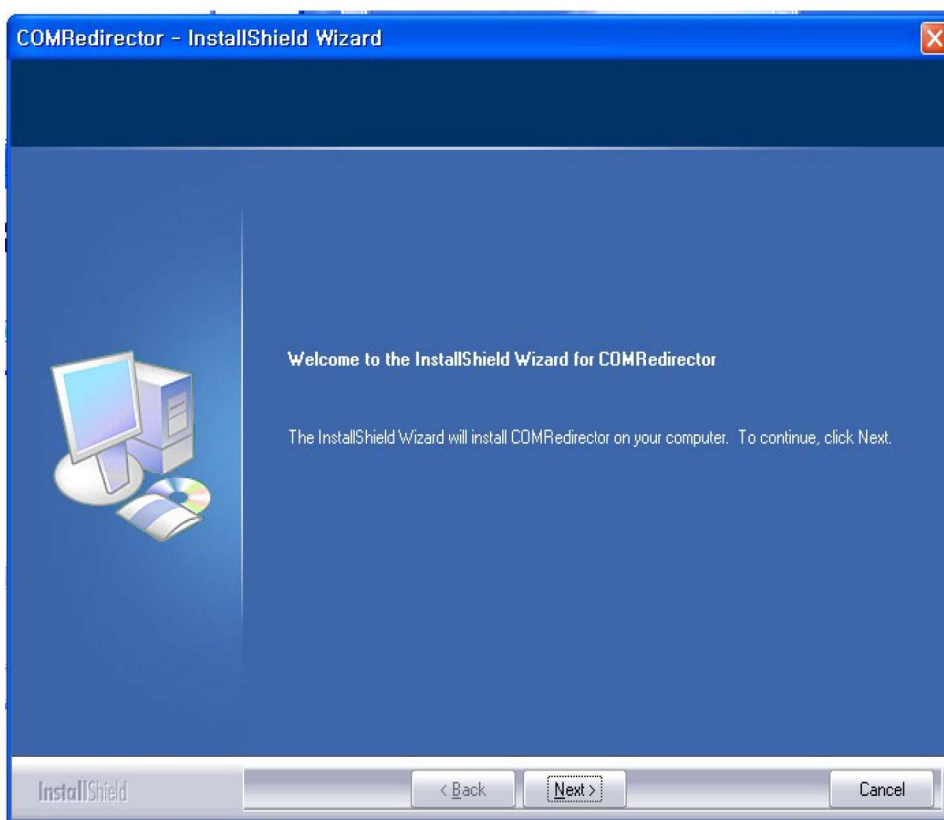 COMRedirector - InstallShield Wizard
Welcome to the InstallShield Wizard for COMRedirector
The InstallShield Wizard will install COMRedirector on your computer.  To continue, click Next.
InstallShield
< Back
Next >
Cancel